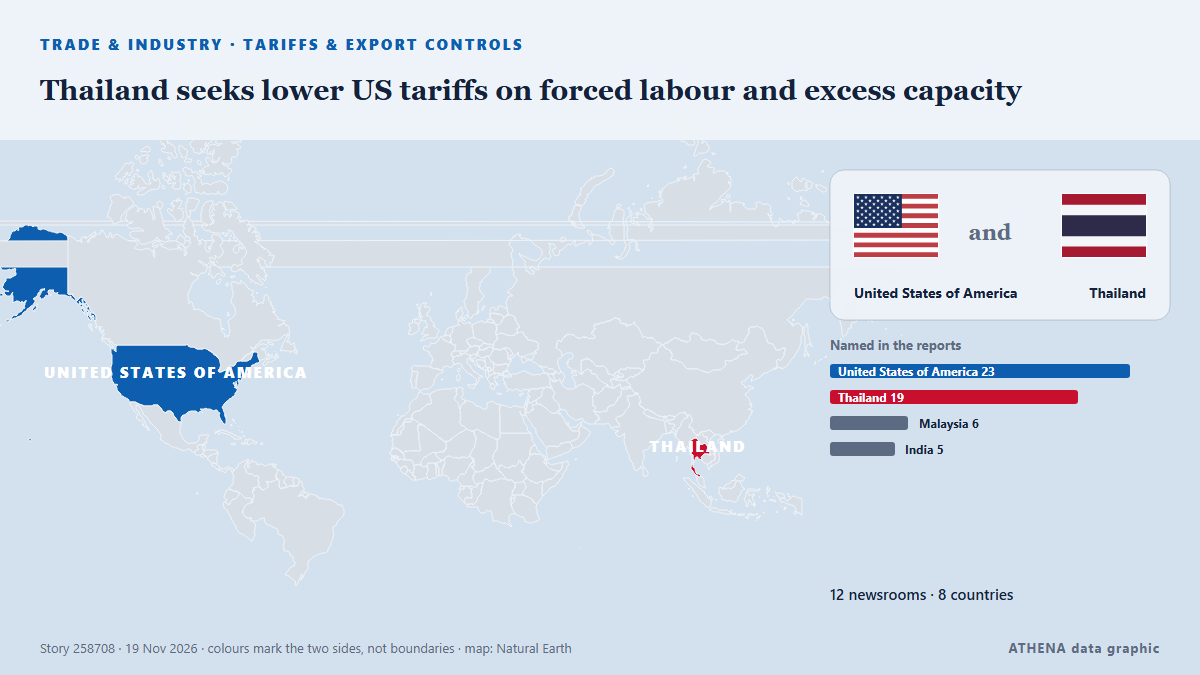 TRADE & INDUSTRY · TARIFFS & EXPORT CONTROLS
Thailand seeks lower US tariffs on forced labour and excess capacity
and
United States of America
Thailand
Named in the reports
United States of America 23
Thailand 19
Malaysia 6
India 5
UNITED STATES OF AMERICA
THAILAND
12 newsrooms · 8 countries
Story 258708 · 19 Nov 2026 · colours mark the two sides, not boundaries · map: Natural Earth
ATHENA data graphic